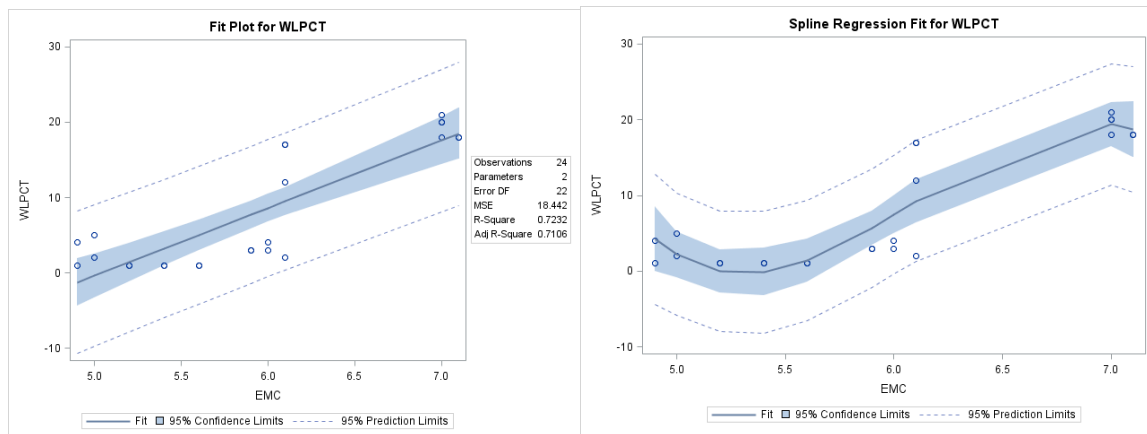 Fit Plot for WLPCT
30
20
10
0
-10
WLPCT
5.0 5.5 6.0 6.5 7.0
EMC
Observations 24
Parameters 2
Error DF 22
MSE 18.442
R-Square 0.7232
Adj R-Square 0.7106
Fit 95% Confidence Limits 95% Prediction Limits
Spline Regression Fit for WLPCT
30
20
10
0
-10
WLPCT
5.0 5.5 6.0 6.5 7.0
EMC
Fit 95% Confidence Limits 95% Prediction Limits